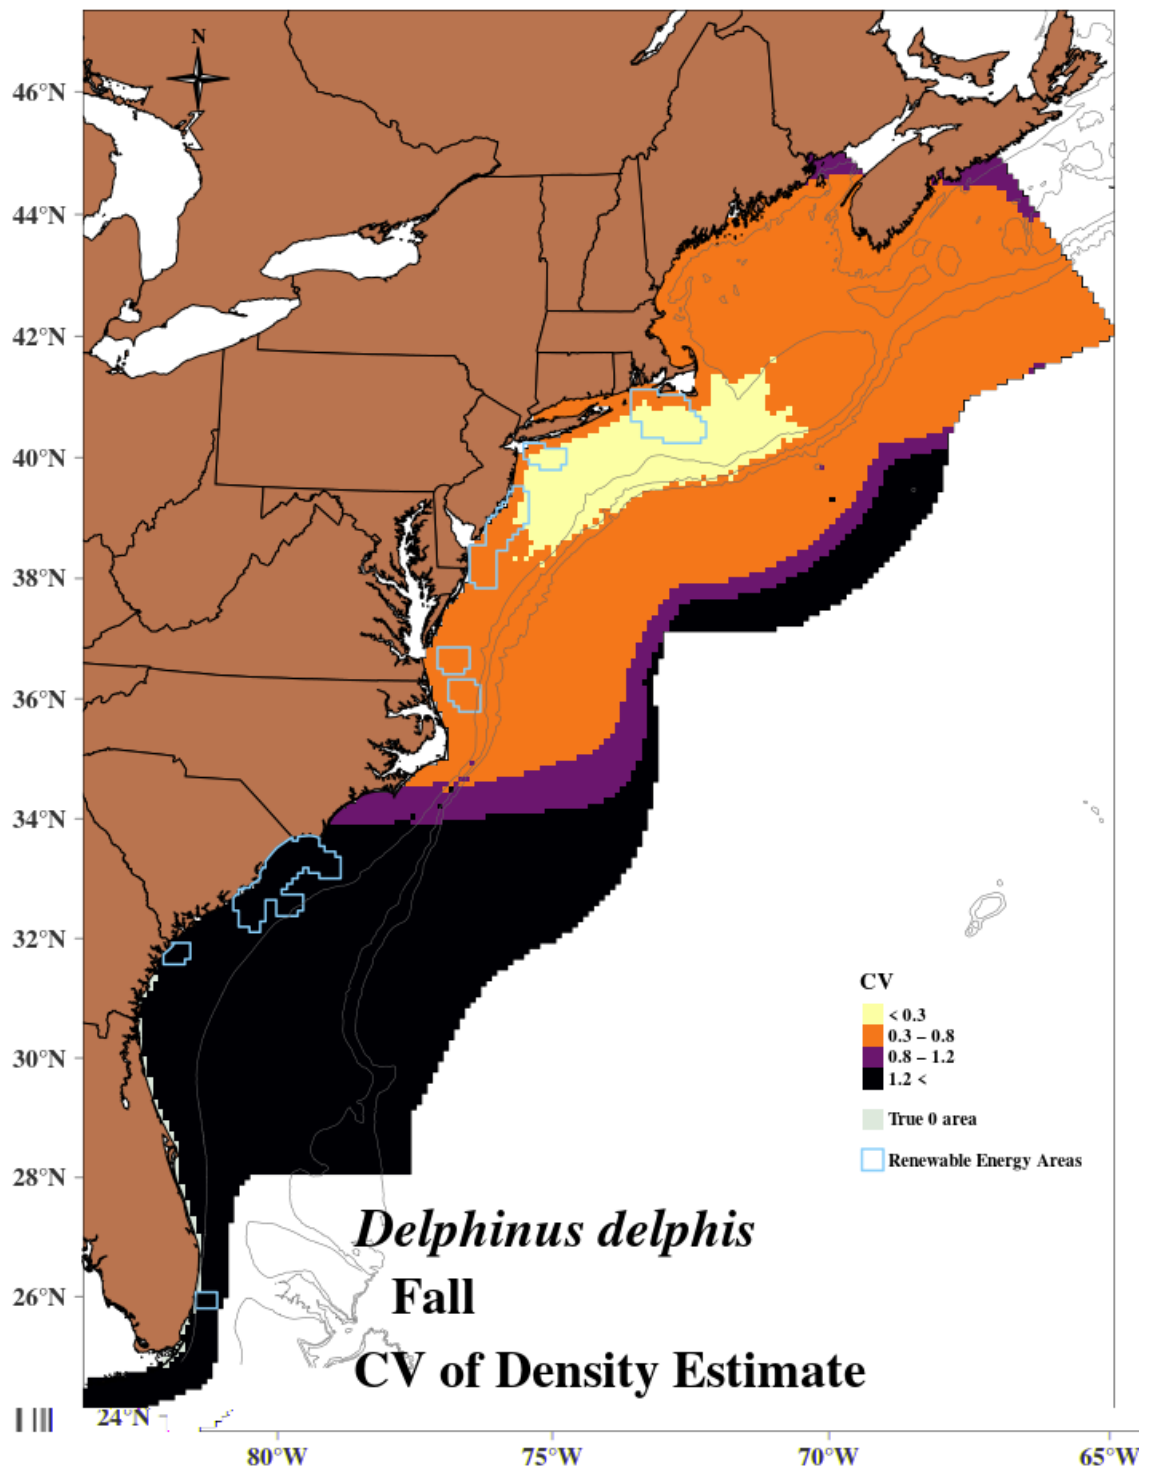 N
46°N
44°N
42°N
40°N
38°N
36°N
34°N
32°N
30°N
28°N
26°N
24°N
CV
< 0.3
0.3 – 0.8
0.8 – 1.2
1.2 <
True 0 area
Renewable Energy Areas
Delphinus delphis
Fall
CV of Density Estimate
80°W
75°W
70°W
65°W